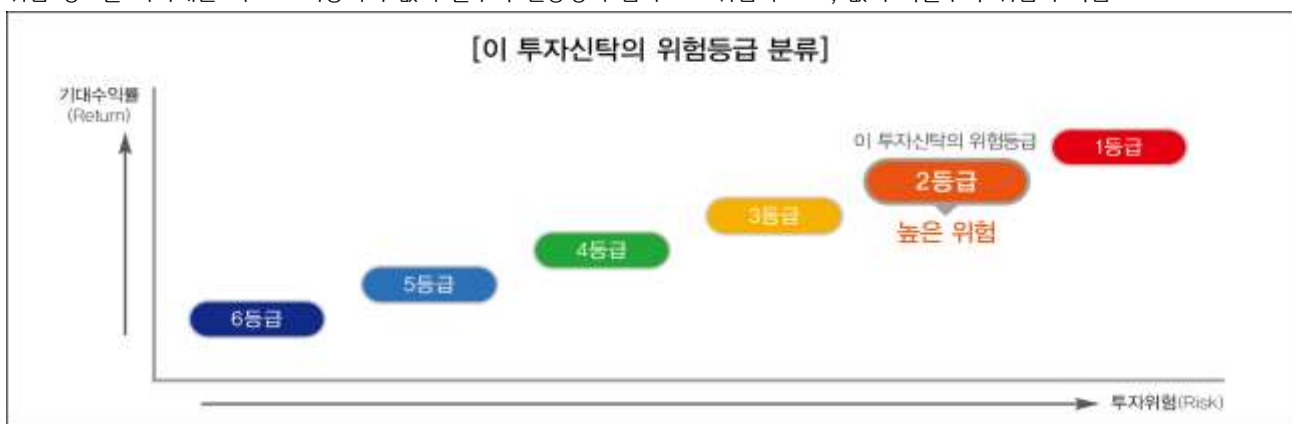 [이 투자신탁의 위험등급 분류]
기대수익률
(Return)
이 투자신탁의 위험등급
1등급
2등급
3등급
높은 위험
4등급
5등급
6등급
투자위험(Risk)